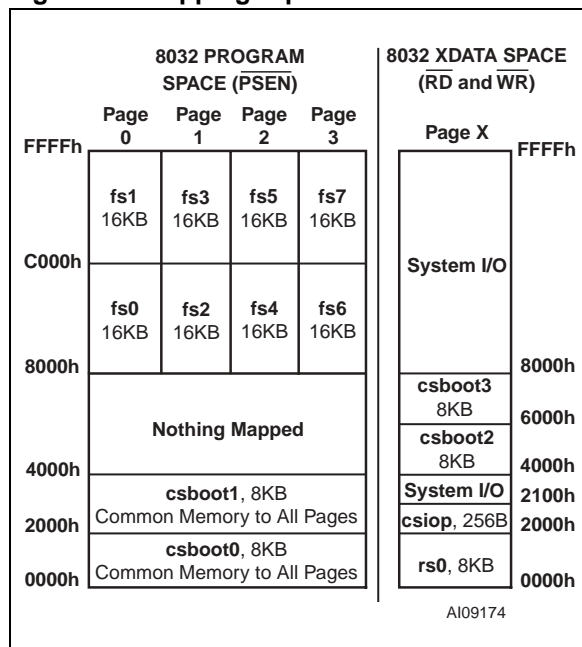 8032 PROGRAM
SPACE (PSEN)
Page
0
Page
1
Page
2
Page
3
FFFFh
fs1
16KB
fs3
16KB
fs5
16KB
fs7
16KB
C000h
fs0
16KB
fs2
16KB
fs4
16KB
fs6
16KB
8000h
Nothing Mapped
4000h
csboot1, 8KB
Common Memory to All Pages
2000h
csboot0, 8KB
Common Memory to All Pages
0000h
8032 XDATA SPACE
(RD and WR)
Page X
FFFFh
System I/O
8000h
csboot3
8KB
6000h
csboot2
8KB
4000h
System I/O
2100h
csiop, 256B
2000h
rs0, 8KB
0000h
AI09174